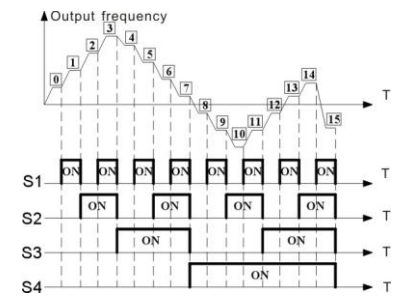 Output frequency
3
2
4
1
5
0
6
14
7
13
T
8
12
9
11
15
10
S1 ON ON ON ON ON ON ON ON T
S2 ON ON ON ON T
S3 ON ON T
S4 ON T